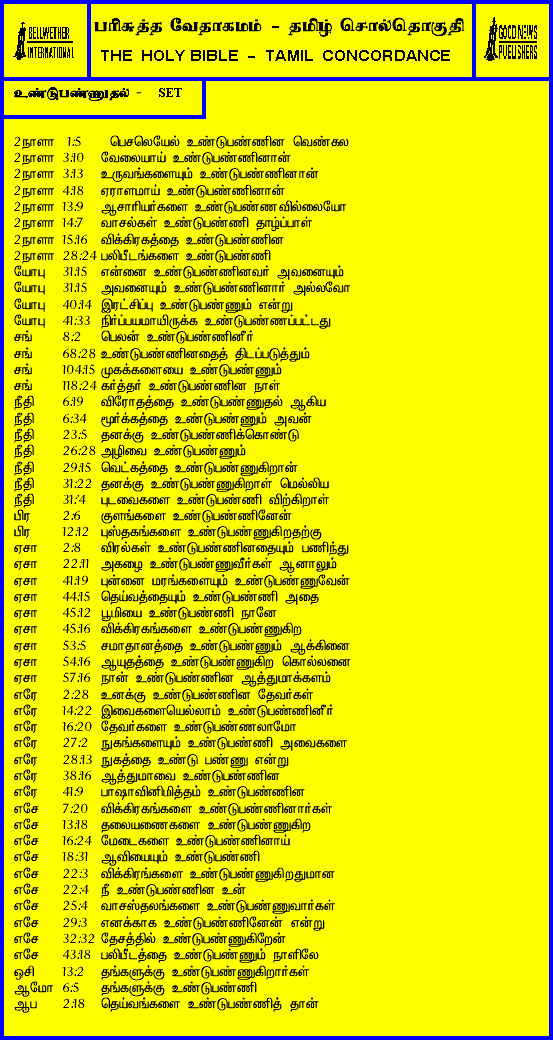 BELLWETHER
INTERNATIONAL
பரிசுத்த வேதாகமம் - தமிழ் சொல்தொகுதி
THE HOLY BIBLE - TAMIL CONCORDANCE
GOOD NEWS
PUBLISHERS
உண்டுபண்ணுதல் - SET
2நாளா 1:5 பெசலெயேல் உண்டுபண்ணின வெண்கல
2நாளா 3:10 வேலையாய் உண்டுபண்ணினான்
2நாளா 3:13 உருவங்களையும் உண்டுபண்ணினான்
2நாளா 4:18 ஏராளமாய் உண்டுபண்ணினான்
2நாளா 13:9 ஆசாரியர்களை உண்டுபண்ணவில்லையோ
2நாளா 14:7 வாசல்கள் உண்டுபண்ணி தாழ்ப்பாள்
2நாளா 15:16 விக்கிரகத்தை உண்டுபண்ணின
2நாளா 28:24 பலிபீடங்களை உண்டுபண்ணி
யோபு 31:15 என்னை உண்டுபண்ணினவர் அவனையும்
யோபு 31:15 அவனையும் உண்டுபண்ணினார் அல்லவோ
யோபு 40:14 இரட்சிப்பு உண்டுபண்ணும் என்று
யோபு 41:33 நிர்ப்பயமாயிருக்க உண்டுபண்ணப்பட்டது
சங் 8:2 பெலன் உண்டுபண்ணினீர்
சங் 68:28 உண்டுபண்ணினதைத் திடப்படுத்தும்
சங் 104:15 முகக்களையை உண்டுபண்ணும்
சங் 118:24 கர்த்தர் உண்டுபண்ணின நாள்
நீதி 6:19 விரோதத்தை உண்டுபண்ணுதல் ஆகிய
நீதி 6:34 மூர்க்கத்தை உண்டுபண்ணும் அவன்
நீதி 23:5 தனக்கு உண்டுபண்ணிக்கொண்டு
நீதி 26:28 அழிவை உண்டுபண்ணும்
நீதி 29:15 வெட்கத்தை உண்டுபண்ணுகிறான்
நீதி 31:22 தனக்கு உண்டுபண்ணுகிறாள் மெல்லிய
நீதி 31:4 புடவைகளை உண்டுபண்ணி விற்கிறாள்
பிர 2:6 குளங்களை உண்டுபண்ணினேன்
பிர 12:12 புஸ்தகங்களை உண்டுபண்ணுகிறதற்கு
ஏசா 2:8 விரல்கள் உண்டுபண்ணினதையும் பணிந்து
ஏசா 22:11 அகழை உண்டுபண்ணுவீர்கள் ஆனாலும்
ஏசா 41:19 புன்னை மரங்களையும் உண்டுபண்ணுவேன்
ஏசா 44:15 தெய்வத்தையும் உண்டுபண்ணி அதை
ஏசா 45:12 பூமியை உண்டுபண்ணி நானே
ஏசா 45:16 விக்கிரகங்களை உண்டுபண்ணுகிற
ஏசா 53:5 சமாதானத்தை உண்டுபண்ணும் ஆக்கினை
ஏசா 54:16 ஆயுதத்தை உண்டுபண்ணுகிற கொல்லனை
ஏசா 57:16 நான் உண்டுபண்ணின ஆத்துமாக்களம்
எரே 2:28 உனக்கு உண்டுபண்ணின தேவர்கள்
எரே 14:22 இவைகளையெல்லாம் உண்டுபண்ணினீர்
எரே 16:20 தேவர்களை உண்டுபண்ணலாமோ
எரே 27:2 நுகங்களையும் உண்டுபண்ணி அவைகளை
எரே 28:13 நுகத்தை உண்டு பண்ணு என்று
எரே 38:16 ஆத்துமாவை உண்டுபண்ணின
எரே 41:9 பாஷாவினிமித்தம் உண்டுபண்ணின
எசே 7:20 விக்கிரகங்களை உண்டுபண்ணினார்கள்
எசே 13:18 தலையணைகளை உண்டுபண்ணுகிற
எசே 16:24 மேடைகளை உண்டுபண்ணினாய்
எசே 18:31 ஆவியையும் உண்டுபண்ணி
எசே 22:3 விக்கிரங்களை உண்டுபண்ணுகிறதுமான
எசே 22:4 நீ உண்டுபண்ணின உன்
எசே 25:4 வாசஸ்தலங்களை உண்டுபண்ணுவார்கள்
எசே 29:3 எனக்காக உண்டுபண்ணினேன் என்று
எசே 32:32 தேசத்தில் உண்டுபண்ணுகிறேன்
எசே 43:18 பலிபீடத்தை உண்டுபண்ணும் நாளிலே
ஓசி 13:2 தங்களுக்கு உண்டுபண்ணுகிறார்கள்
ஆமோ 6:5 தங்களுக்கு உண்டுபண்ணி
ஆப 2:18 தெய்வங்களை உண்டுபண்ணித் தான்